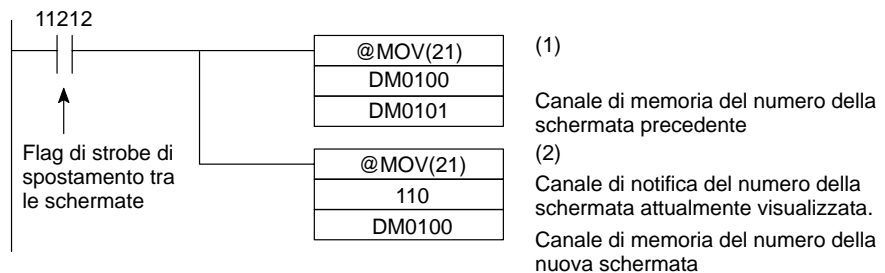 11212
@MOV(21)
DM0100
DM0101
(1)
Canale di memoria del numero della
schermata precedente
Flag di strobe di
spostamento tra
le schermate
@MOV(21)
110
DM0100
(2)
Canale di notifica del numero della
schermata attualmente visualizzata.
Canale di memoria del numero della
nuova schermata